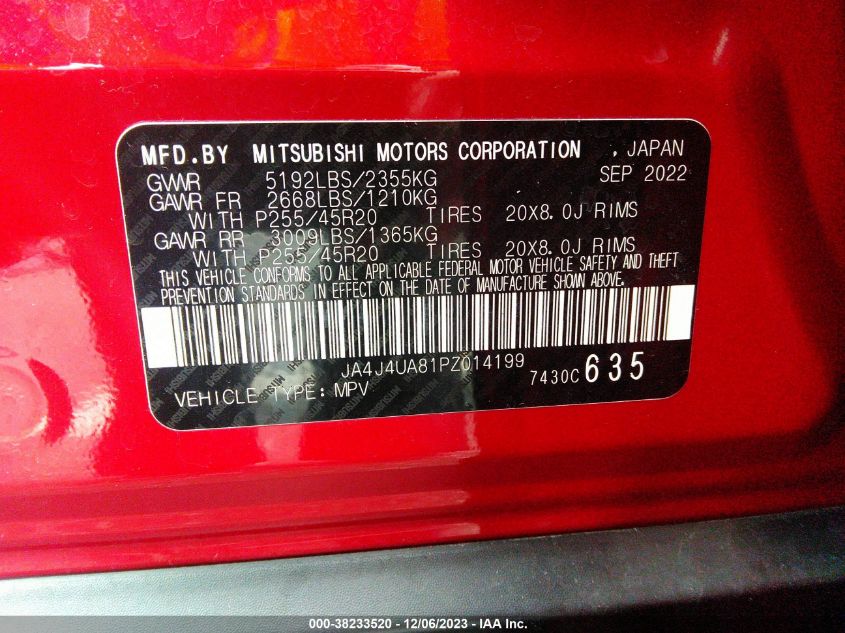 MFD.BY MITSUBISHI MOTORS CORPORATION , JAPAN
GVWR 5192LBS/2355KG SEP 2022
GAWR FR 2668LBS/1210KG
WITH P255/45R20 TIRES 20X8.0J RIMS
GAWR RR 3009LBS/1365KG
WITH P255/45R20 TIRES 20X8.0J RIMS
THIS VEHICLE CONFORMS TO ALL APPLICABLE FEDERAL MOTOR VEHICLE SAFETY AND THEFT
PREVENTION STANDARDS IN EFFECT ON THE DATE OF MANUFACTURE SHOWN ABOVE.
JA4J4UA81PZ014199
7430C 635
VEHICLE TYPE: MPV
000-38233520 - 12/06/2023 - IAA Inc.